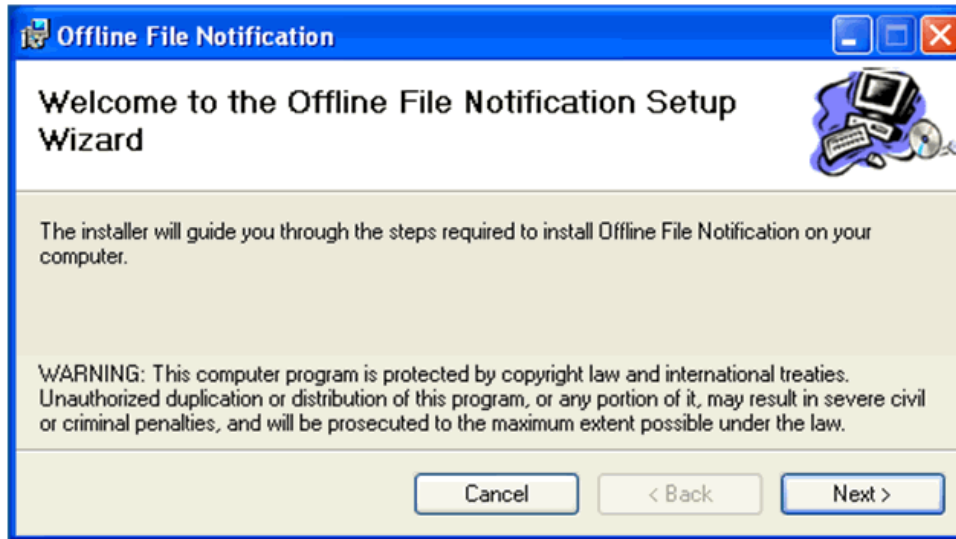 Offline File Notification
Welcome to the Offline File Notification Setup
Wizard
The installer will guide you through the steps required to install Offline File Notification on your
computer.
WARNING: This computer program is protected by copyright law and international treaties.
Unauthorized duplication or distribution of this program, or any portion of it, may result in severe civil
or criminal penalties, and will be prosecuted to the maximum extent possible under the law.
Cancel < Back Next >